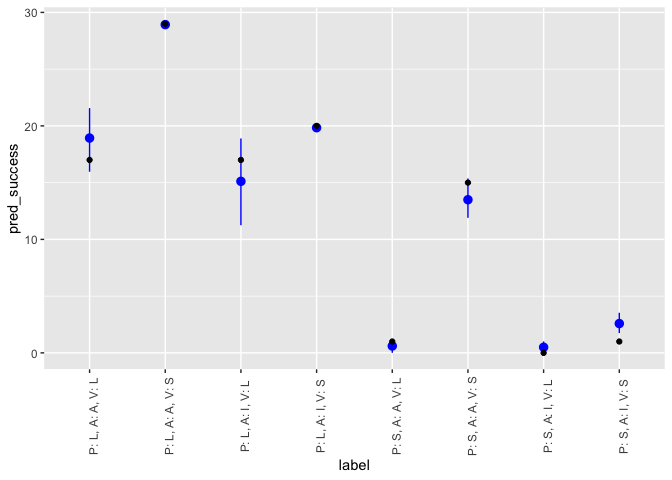 30
20
10
0
pred_success
P: L, A: A, V: L
P: L, A: A, V: S
P: L, A: I, V: L
P: L, A: I, V: S
P: S, A: A, V: L
P: S, A: A, V: S
P: S, A: I, V: L
P: S, A: I, V: S
label